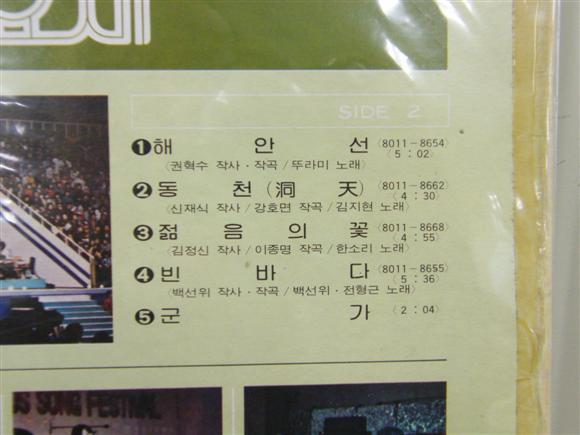 SIDE 2
❶해 안 선 〈8011-8654〉
〈권혁수 작사·작곡/뚜라미 노래〉 〈5:02〉
❷동 천(洞 天) 〈8011-8662〉
〈신재식 작사/강호면 작곡/김지현 노래〉 〈4:30〉
❸젊 음 의 꽃 〈8011-8668〉
〈김정신 작사/이종명 작곡/한소리 노래〉 〈4:55〉
❹빈 바 다 〈8011-8655〉
〈백선위 작사·작곡/백선위·전형근 노래〉 〈5:36〉
❺군 가 〈2:04〉
SONG FESTIVAL